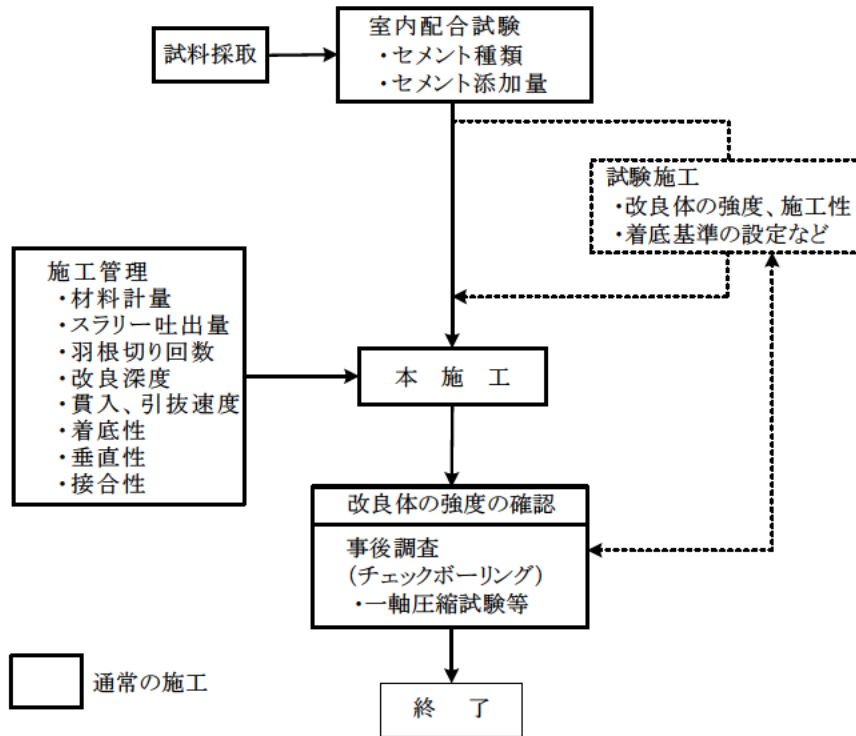 試料採取
室内配合試験
・セメント種類
・セメント添加量
試験施工
・改良体の強度、施工性
・着底基準の設定など
施工管理
・材料計量
・スラリー吐出量
・羽根切り回数
・改良深度
・貫入、引抜速度
・着底性
・垂直性
・接合性
本 施 工
改良体の強度の確認
事後調査
(チェックボーリング)
・一軸圧縮試験等
通常の施工
終 了